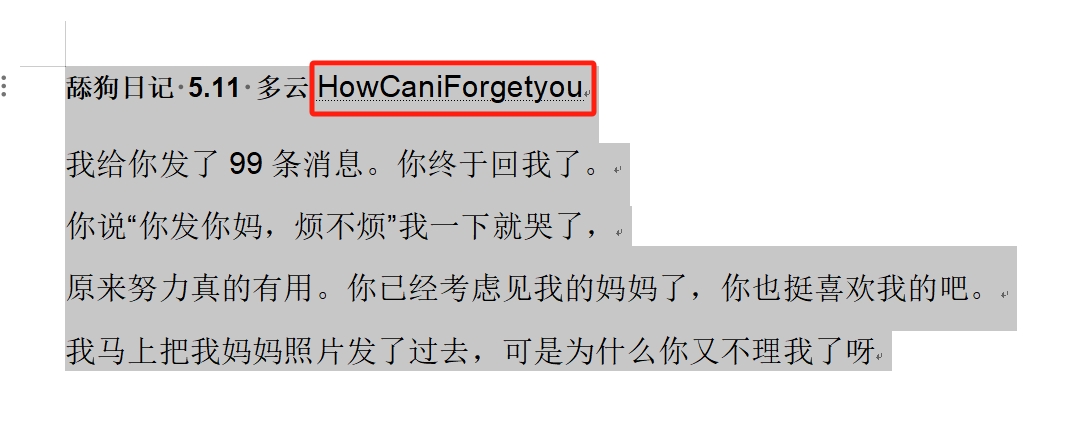 舔狗日记·5.11·多云 HowCaniForgetyou
我给你发了 99 条消息。你终于回我了。
你说“你发你妈，烦不烦”我一下就哭了，
原来努力真的有用。你已经考虑见我的妈妈了，你也挺喜欢我的吧。
我马上把我妈妈照片发了过去，可是为什么你又不理我了呀